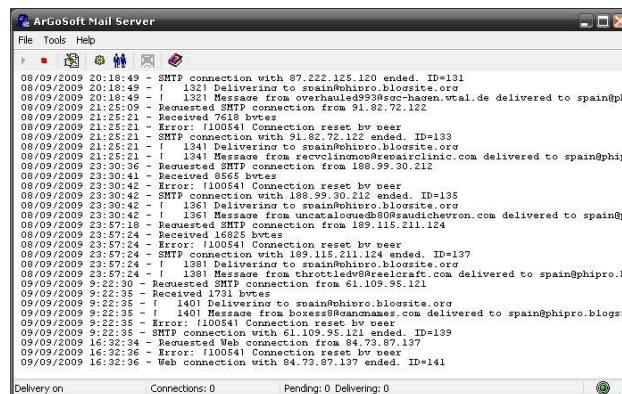 ArGoSoft Mail Server
File Tools Help
08/09/2009 20:18:49 - SMTP connection with 87.222.125.120 ended. ID=131
08/09/2009 20:18:49 - [ 132] Delivering to spain@phipro.blogsite.org
08/09/2009 20:18:49 - [ 132] Message from overhauled993@sgc-hagen.wtal.de delivered to spain@p
08/09/2009 21:25:09 - Requested SMTP connection from 91.82.72.122
08/09/2009 21:25:21 - Received 7618 bytes
08/09/2009 21:25:21 - Error: [10054] Connection reset by peer
08/09/2009 21:25:21 - SMTP connection with 91.82.72.122 ended. ID=133
08/09/2009 21:25:21 - [ 134] Delivering to spain@phipro.blogsite.org
08/09/2009 21:25:21 - [ 134] Message from recyclingmop@repairclinic.com delivered to spain@phip
08/09/2009 23:30:36 - Requested SMTP connection from 188.99.30.212
08/09/2009 23:30:41 - Received 8565 bytes
08/09/2009 23:30:42 - Error: [10054] Connection reset by peer
08/09/2009 23:30:42 - SMTP connection with 188.99.30.212 ended. ID=135
08/09/2009 23:30:42 - [ 136] Delivering to spain@phipro.blogsite.org
08/09/2009 23:30:42 - [ 136] Message from uncataloguedb80@saudichevron.com delivered to spain@p
08/09/2009 23:57:18 - Requested SMTP connection from 189.115.211.124
08/09/2009 23:57:24 - Received 16825 bytes
08/09/2009 23:57:24 - Error: [10054] Connection reset by peer
08/09/2009 23:57:24 - SMTP connection with 189.115.211.124 ended. ID=137
08/09/2009 23:57:24 - [ 138] Delivering to spain@phipro.blogsite.org
08/09/2009 23:57:24 - [ 138] Message from throttledv8@reelcraft.com delivered to spain@phipro.b
09/09/2009 9:22:30 - Requested SMTP connection from 61.109.95.121
09/09/2009 9:22:35 - Received 1731 bytes
09/09/2009 9:22:35 - [ 140] Delivering to spain@phipro.blogsite.org
09/09/2009 9:22:35 - [ 140] Message from boxess8@gangnames.com delivered to spain@phipro.blogs
09/09/2009 9:22:35 - Error: [10054] Connection reset by peer
09/09/2009 9:22:35 - SMTP connection with 61.109.95.121 ended. ID=139
09/09/2009 16:32:34 - Requested Web connection from 84.73.87.137
09/09/2009 16:32:36 - Error: [10054] Connection reset by peer
09/09/2009 16:32:36 - Web connection with 84.73.87.137 ended. ID=141
Delivery on Connections: 0 Pending: 0 Delivering: 0